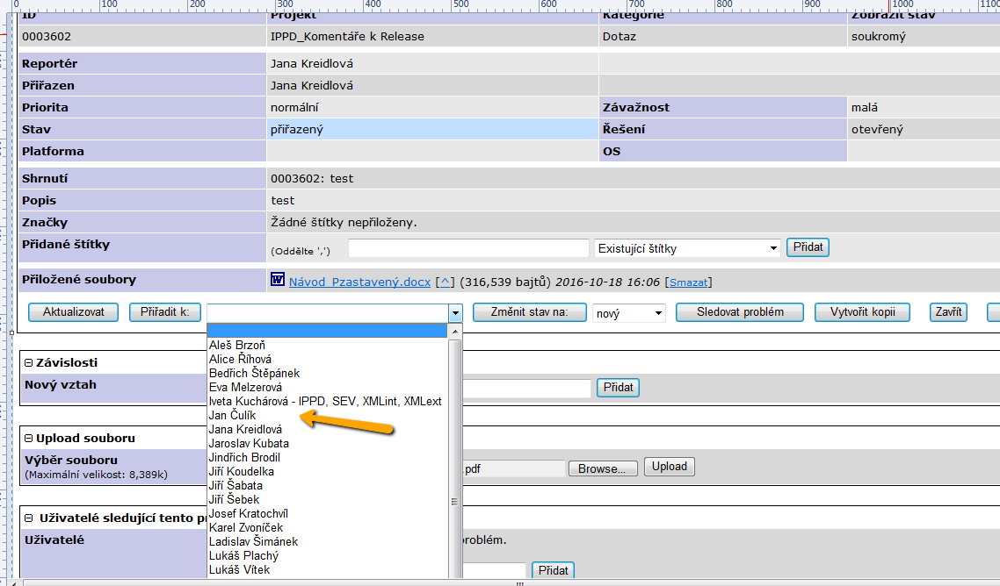 0 100 200 300 400 500 600 700 800 900 1000 1100
ID Projekt Kategorie Zobrazit stav
0003602 IPPD_Komentáře k Release Dotaz soukromý
Reportér Jana Kreidlová
Přiřazen Jana Kreidlová
Priorita normální Závažnost malá
Stav přiřazený Řešení otevřený
Platforma OS
Shrnutí 0003602: test
Popis test
Značky Žádné štítky nepřiloženy.
Přidané štítky (Oddělte ',') Existující štítky Přidat
Přiložené soubory Návod_Pzastavený.docx [^] (316,539 bajtů) 2016-10-18 16:06 [Smazat]
Aktualizovat Přiřadit k: Změnit stav na: nový Sledovat problém Vytvořit kopii Zavřít
Aleš Brzoň
Alice Říhová
Bedřich Štěpánek
Eva Melzerová
Iveta Kuchárová - IPPD, SEV, XMLint, XMLext
Jan Čulík
Jana Kreidlová
Jaroslav Kubata
Jindřich Brodil
Jiří Koudelka
Jiří Šabata
Jiří Šebek
Josef Kratochvíl
Karel Zvoníček
Ladislav Šimánek
Lukáš Plachý
Lukáš Vítek
Závislosti
Nový vztah Přidat
Upload souboru
Výběr souboru .pdf Browse... Upload
(Maximální velikost: 8,389k)
Uživatelé sledující tento
Uživatelé problém.
Přidat